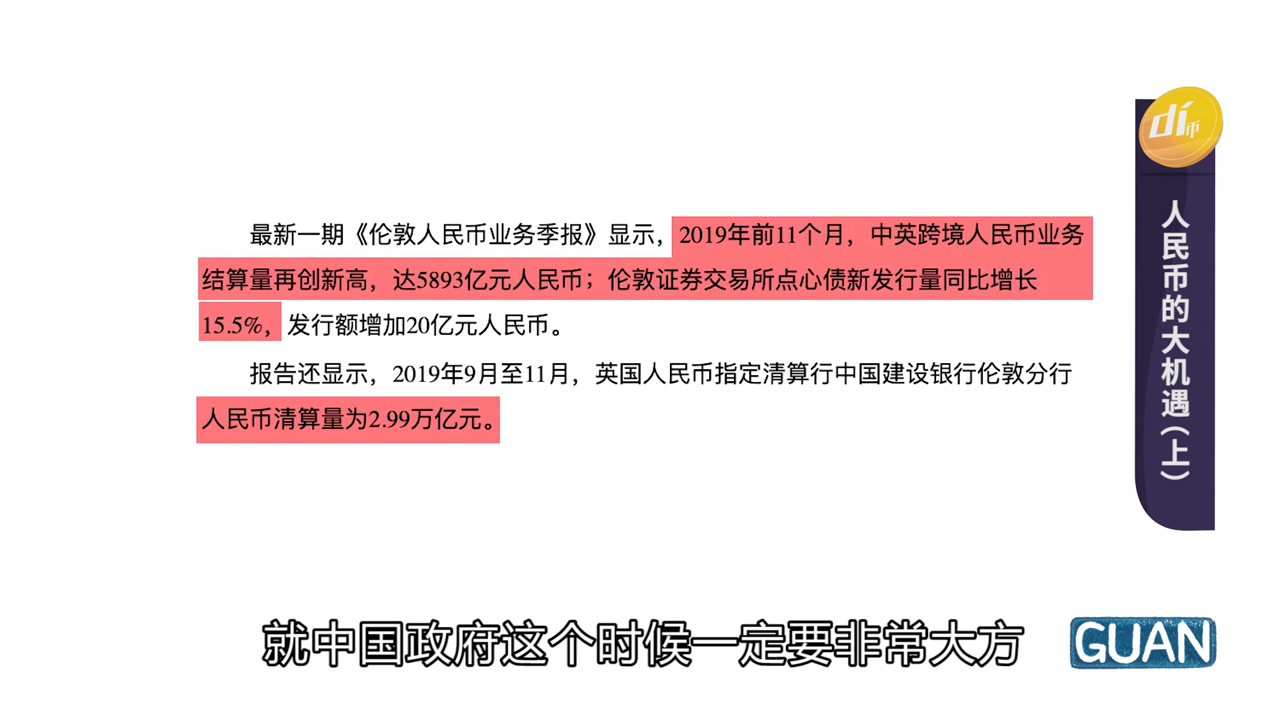 最新一期《伦敦人民币业务季报》显示，2019年前11个月，中英跨境人民币业务
结算量再创新高，达5893亿元人民币；伦敦证券交易所点心债新发行量同比增长
15.5%，发行额增加20亿元人民币。
报告还显示，2019年9月至11月，英国人民币指定清算行中国建设银行伦敦分行
人民币清算量为2.99万亿元。
dí币
人民币的大机遇（上）
就中国政府这个时候一定要非常大方
GUAN